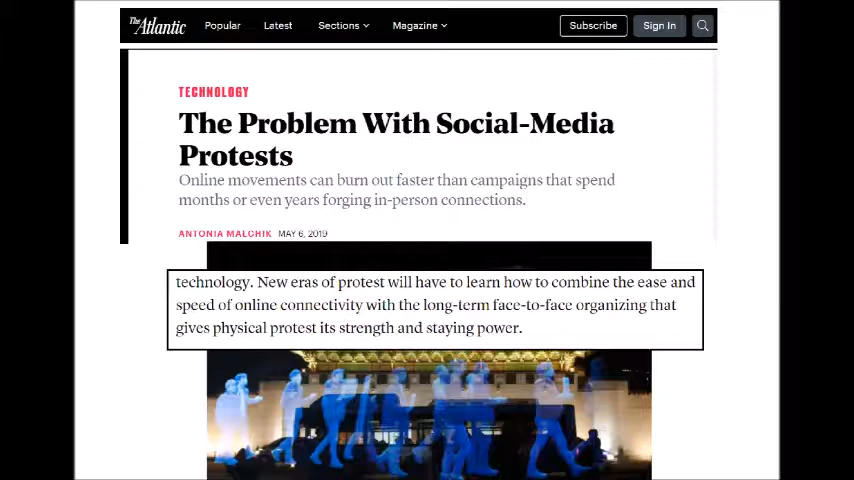 The Atlantic Popular Latest Sections Magazine Subscribe Sign In
TECHNOLOGY
The Problem With Social-Media
Protests
Online movements can burn out faster than campaigns that spend
months or even years forging in-person connections.
ANTONIA MALCHIK MAY 6, 2019
technology. New eras of protest will have to learn how to combine the ease and
speed of online connectivity with the long-term face-to-face organizing that
gives physical protest its strength and staying power.